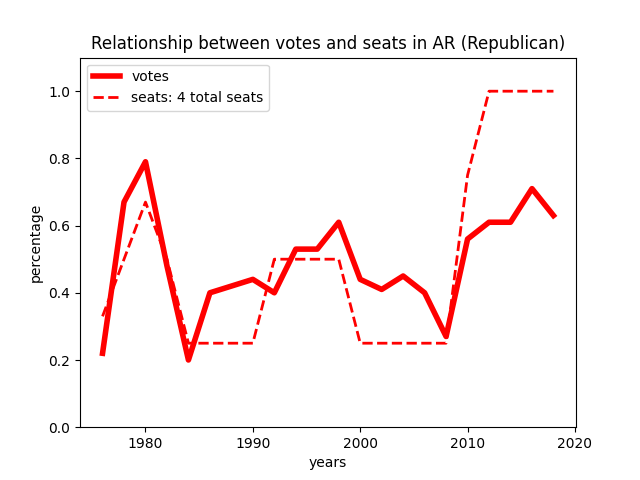 Relationship between votes and seats in AR (Republican)
votes
seats: 4 total seats
1.0
0.8
0.6
0.4
0.2
0.0
percentage
1980
1990
2000
2010
2020
years